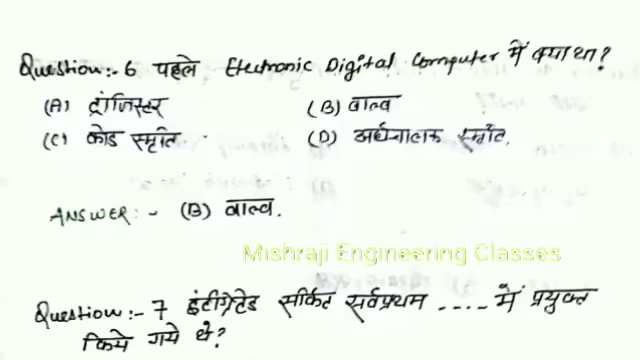 Question:- 6 पहले Electronic Digital Computer में क्या था?
(A) ट्रांजिस्टर (B) वाल्व
(C) कोड स्मृति (D) अर्धचालक स्मृति.
ANSWER:- (B) वाल्व.
Mishraji Engineering Classes
Question:- 7 इंटीग्रेटेड सर्किट सर्वप्रथम .... में प्रयुक्त
किये गये थे?